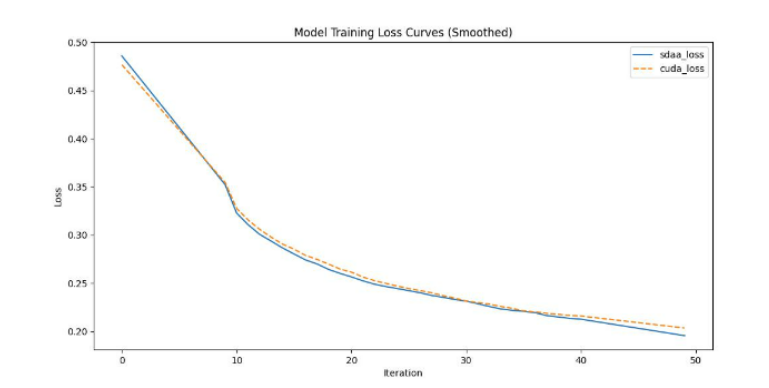 Model Training Loss Curves (Smoothed)
sdaa_loss
cuda_loss
0.50
0.45
0.40
0.35
0.30
0.25
0.20
Loss
0
10
20
30
40
50
Iteration